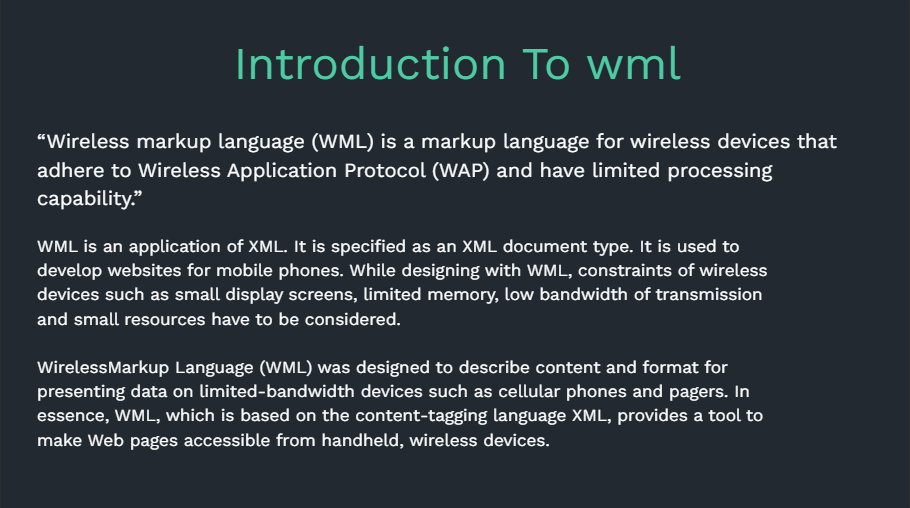 Introduction To wml
“Wireless markup language (WML) is a markup language for wireless devices that
adhere to Wireless Application Protocol (WAP) and have limited processing
capability.”
WML is an application of XML. It is specified as an XML document type. It is used to
develop websites for mobile phones. While designing with WML, constraints of wireless
devices such as small display screens, limited memory, low bandwidth of transmission
and small resources have to be considered.
WirelessMarkup Language (WML) was designed to describe content and format for
presenting data on limited-bandwidth devices such as cellular phones and pagers. In
essence, WML, which is based on the content-tagging language XML, provides a tool to
make Web pages accessible from handheld, wireless devices.